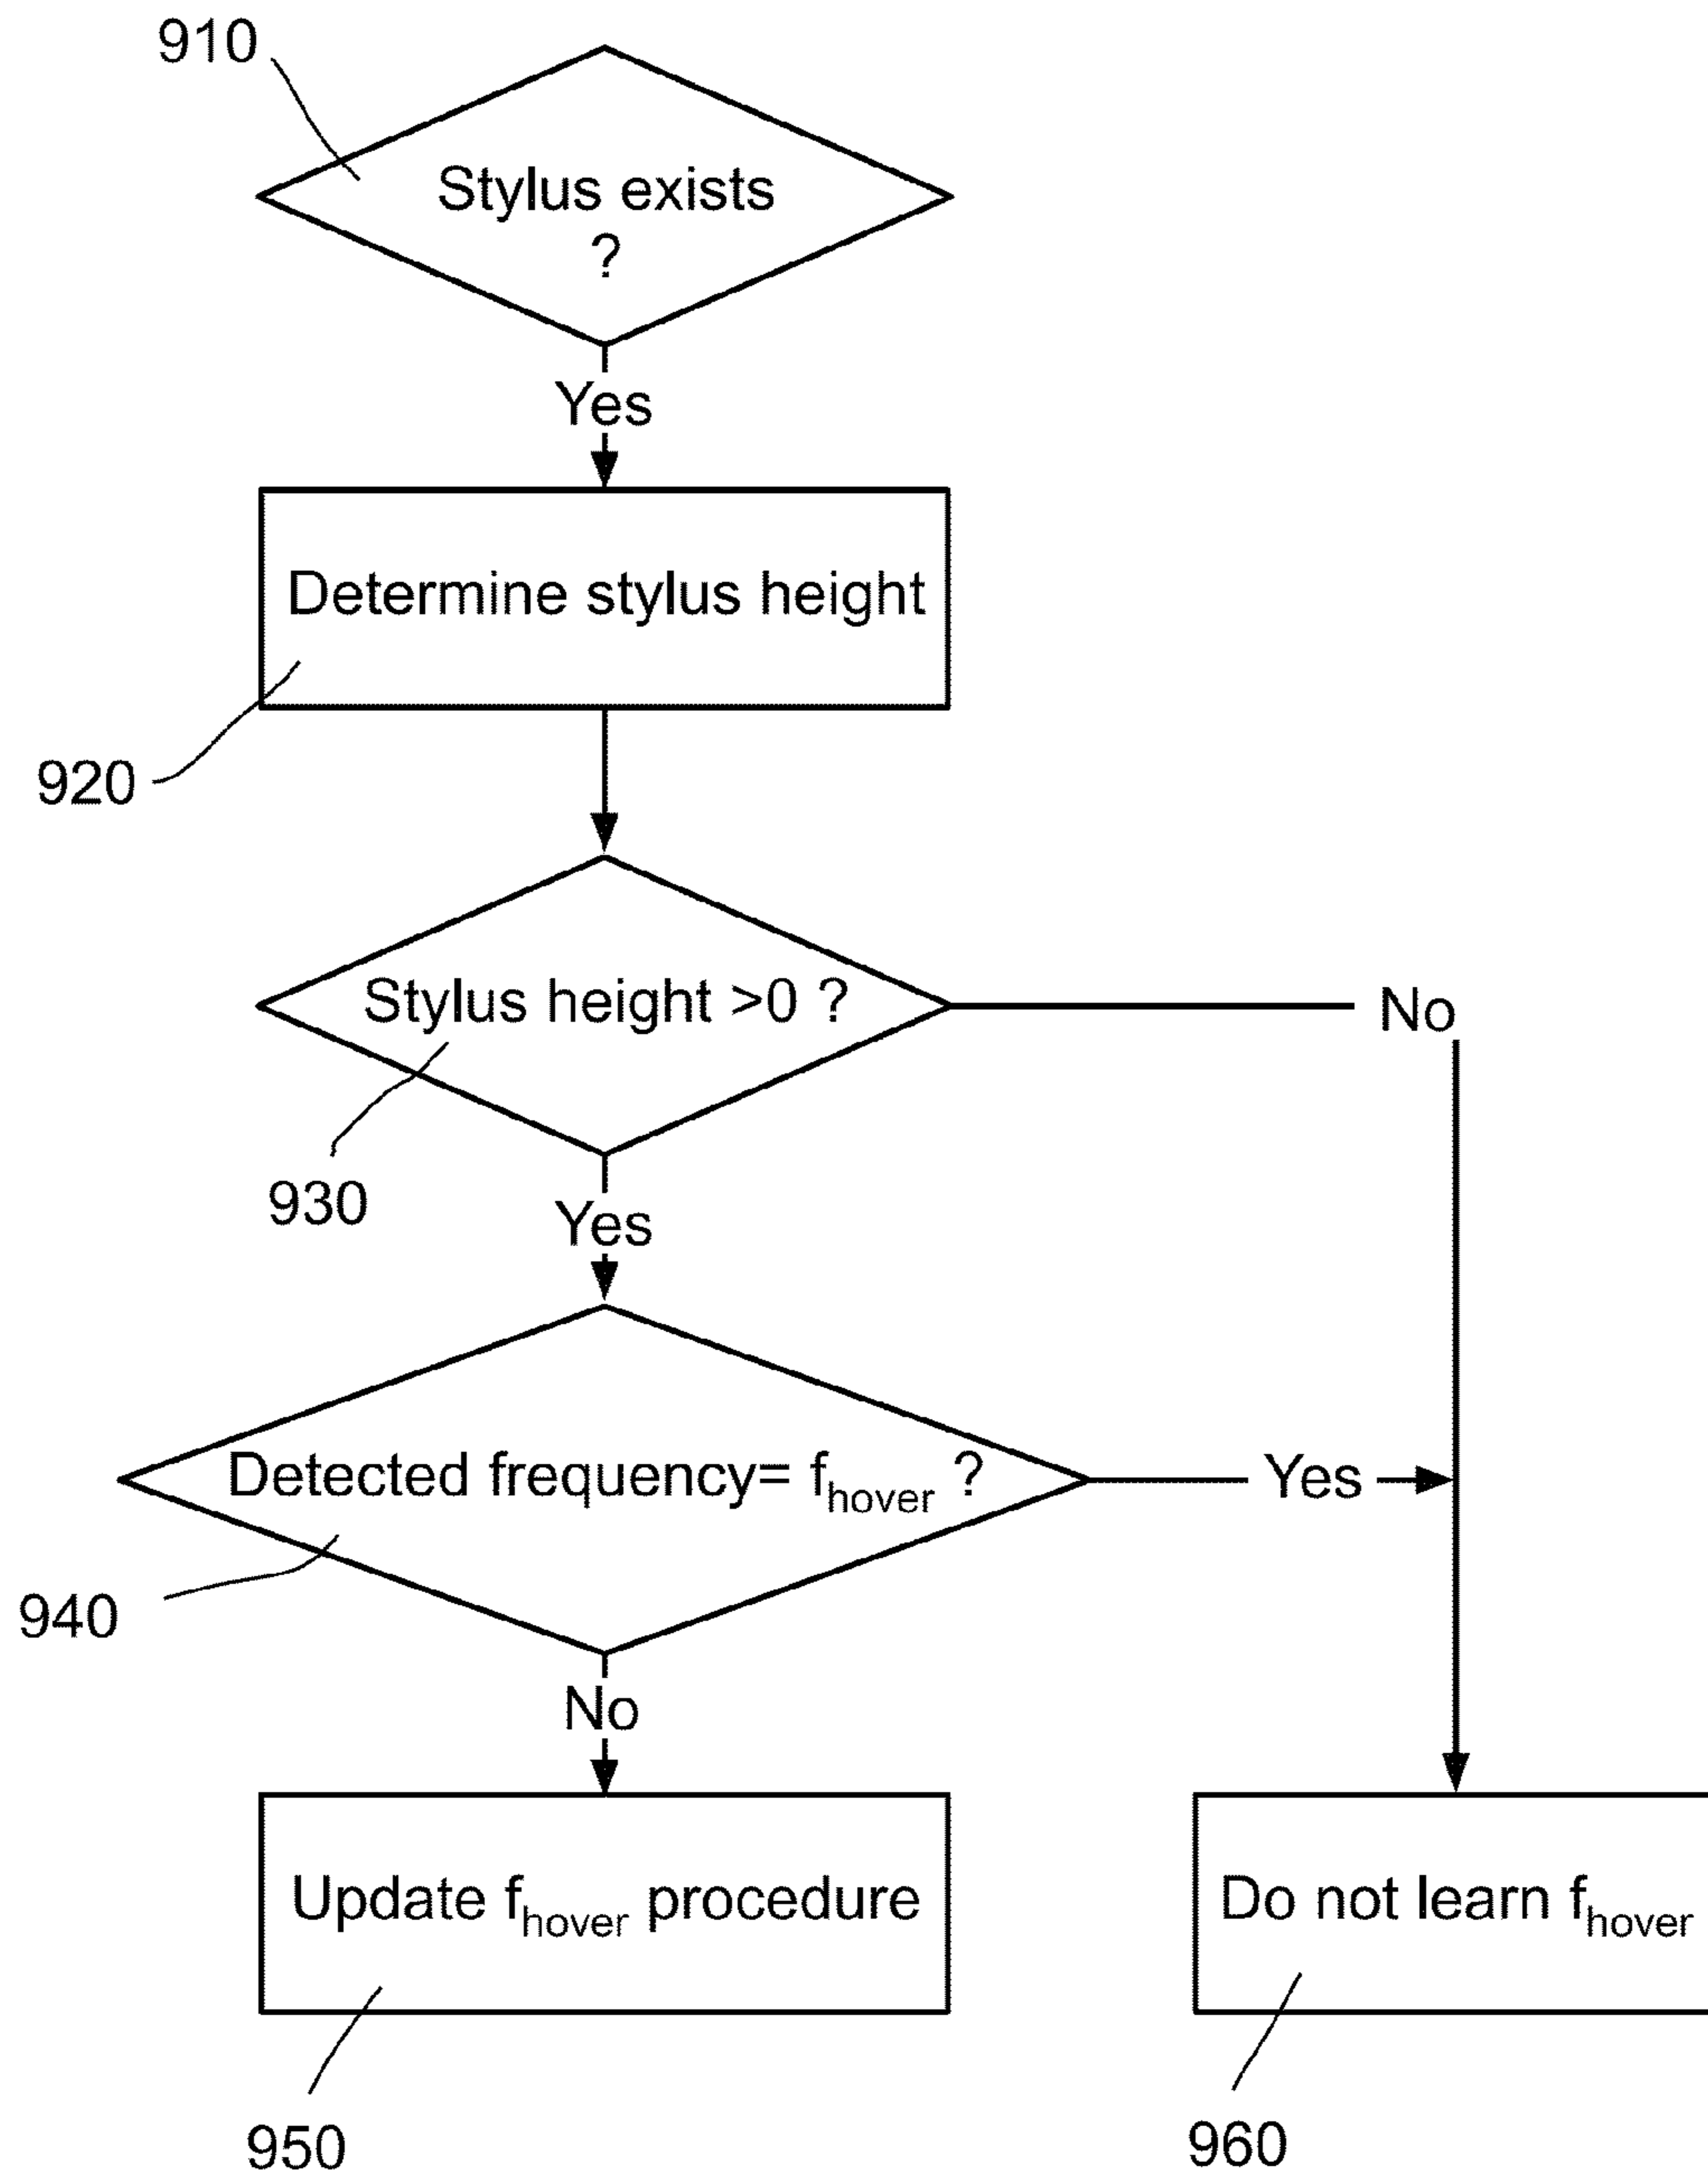 910
Stylus exists
?
Yes
Determine stylus height
920
Stylus height >0 ?
No
930
Yes
Detected frequency= fhover ?
Yes
940
No
Update fhover procedure
Do not learn fhover
950
960